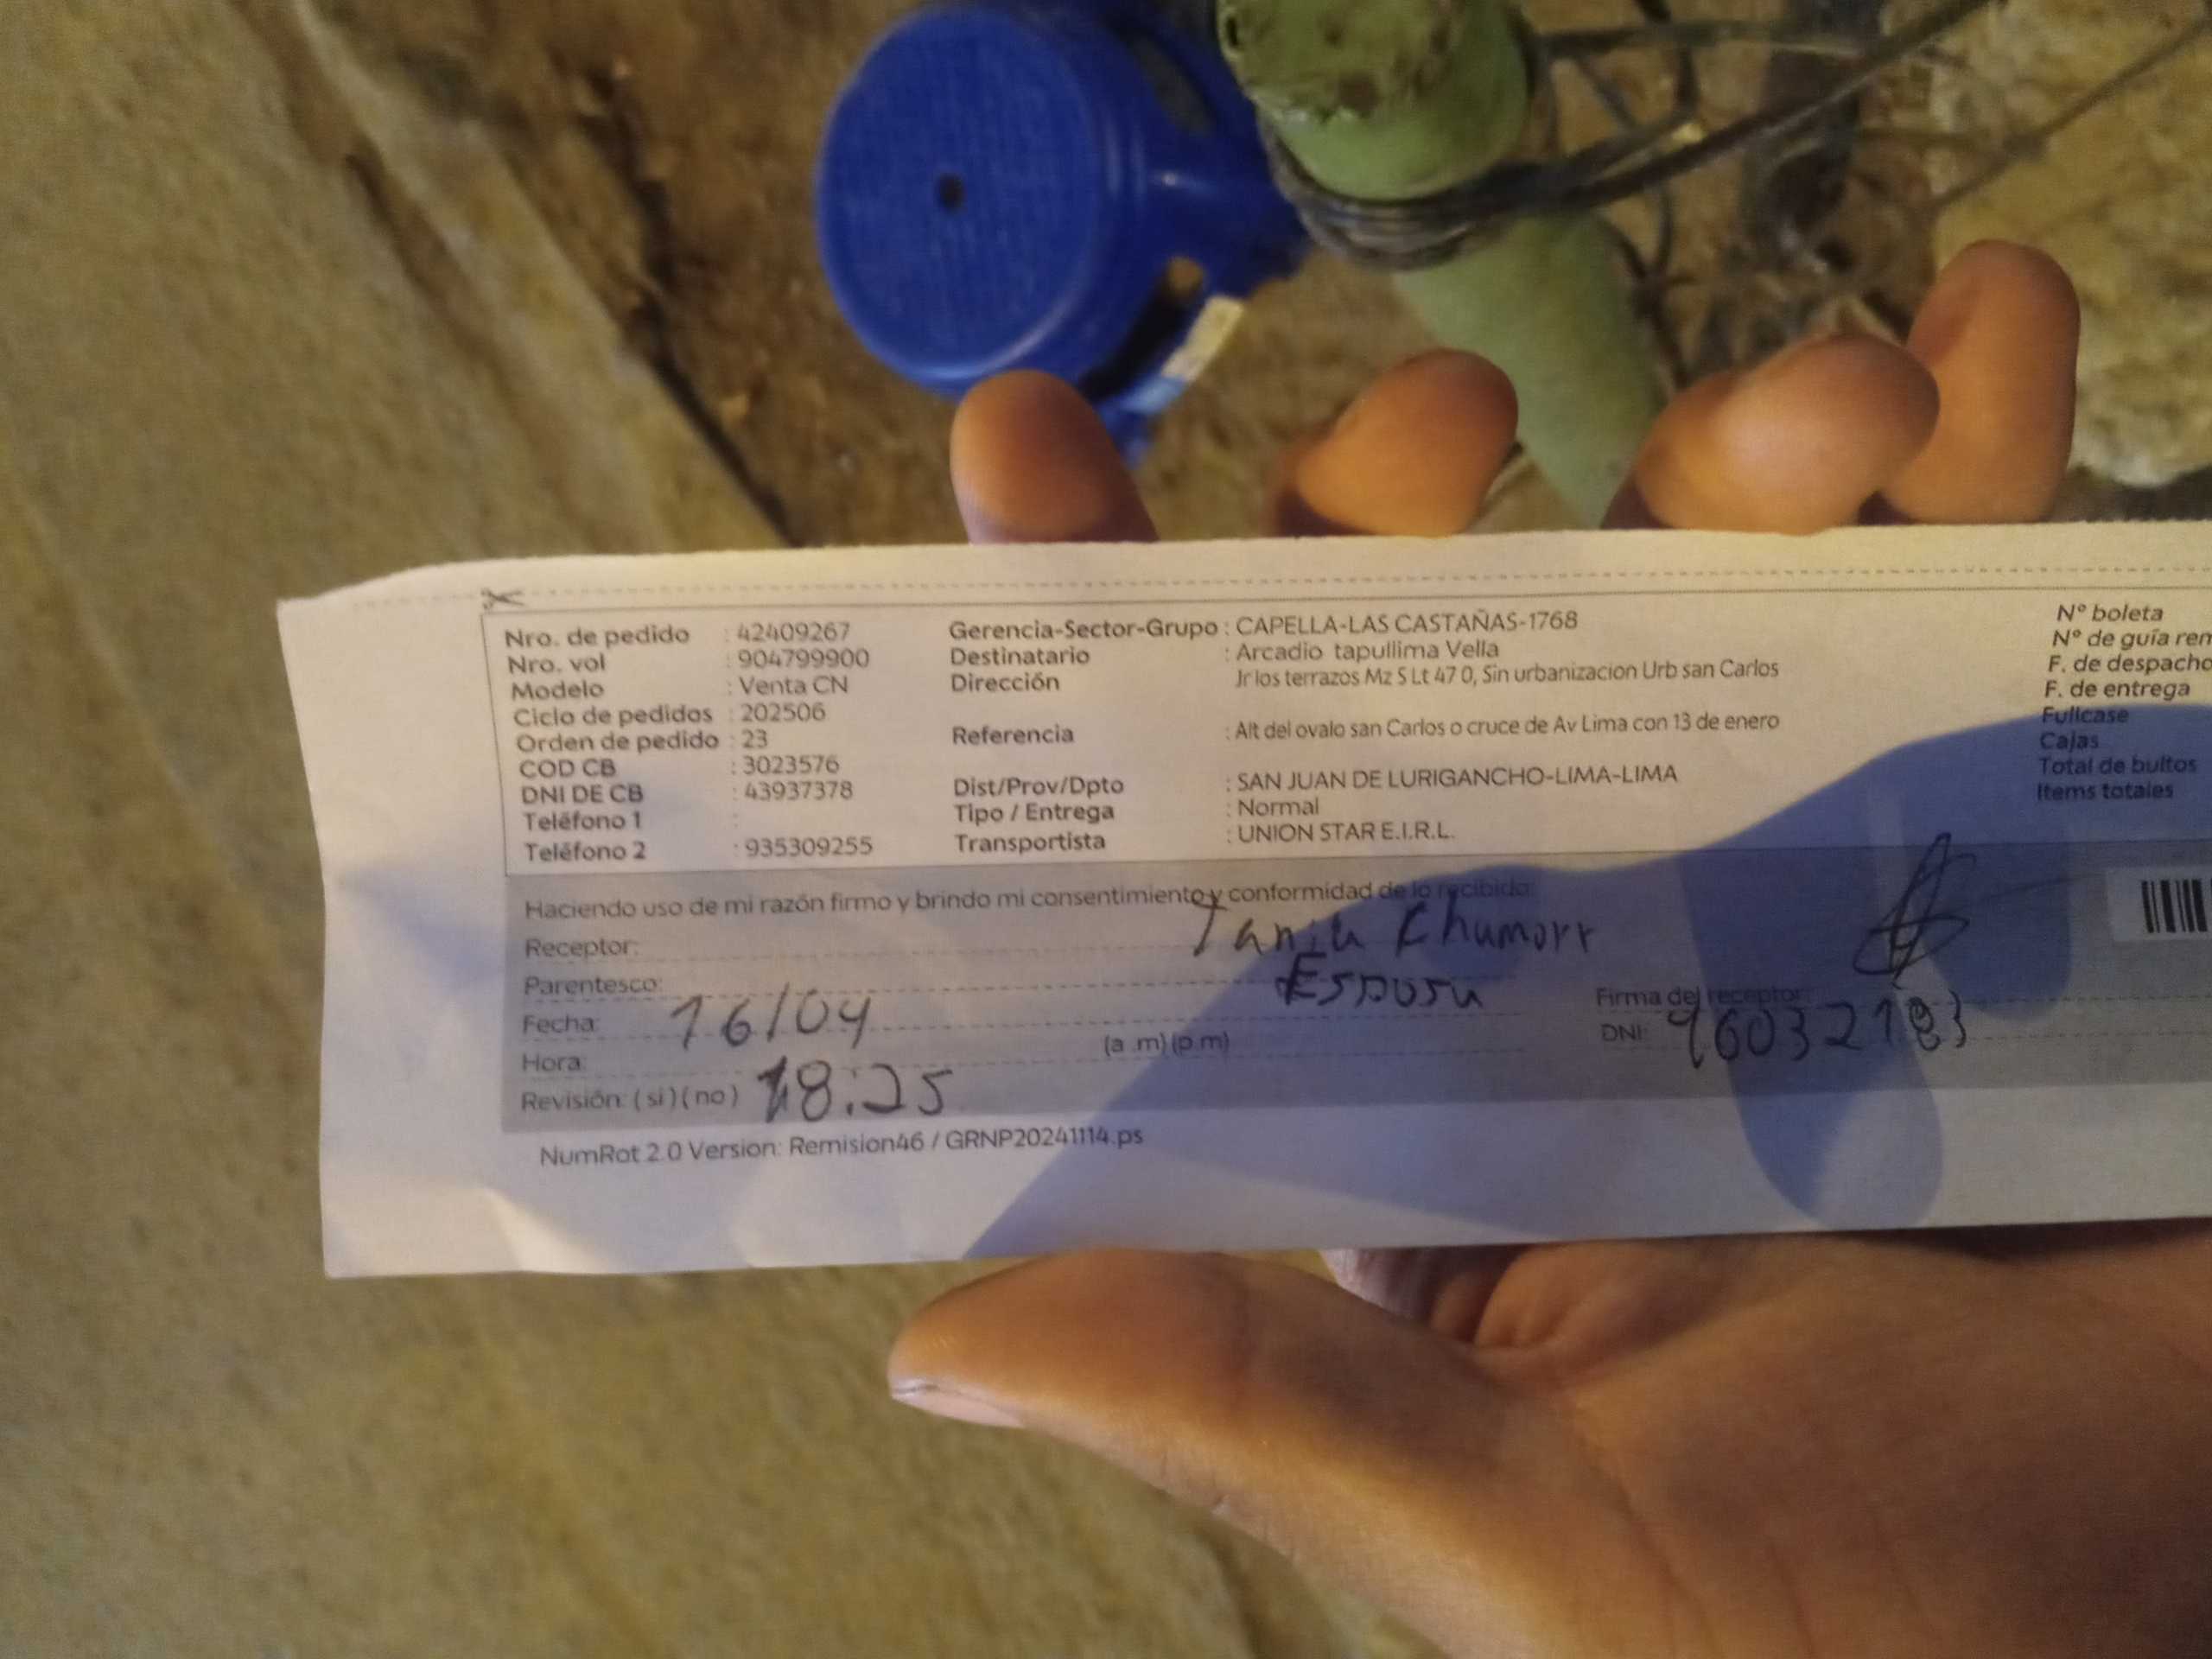 Nro. de pedido : 42409267
Nro. vol : 904799900
Modelo : Venta CN
Ciclo de pedidos : 202506
Orden de pedido : 23
COD CB : 3023576
DNI DE CB : 43937378
Teléfono 1 :
Teléfono 2 : 935309255
Gerencia-Sector-Grupo : CAPELLA-LAS CASTAÑAS-1768
Destinatario : Arcadio tapullima Vella
Dirección Jr los terrazos Mz S Lt 47 0, Sin urbanizacion Urb san Carlos
Referencia : Alt del ovalo san Carlos o cruce de Av Lima con 13 de enero
Dist/Prov/Dpto : SAN JUAN DE LURIGANCHO-LIMA-LIMA
Tipo / Entrega : Normal
Transportista : UNION STAR E.I.R.L.
N° boleta
N° de guía rem
F. de despacho
F. de entrega
Fullcase
Cajas
Total de bultos
Items totales
Haciendo uso de mi razón firmo y brindo mi consentimiento y conformidad de lo recibido:
Receptor: Tania
Parentesco: Esposa
Fecha: 16/04
Firma del receptor:
Hora: (a .m) (p.m)
DNI:
Revisión: ( si ) ( no ) 18:25
NumRot 2.0 Version: Remision46 / GRNP20241114.ps